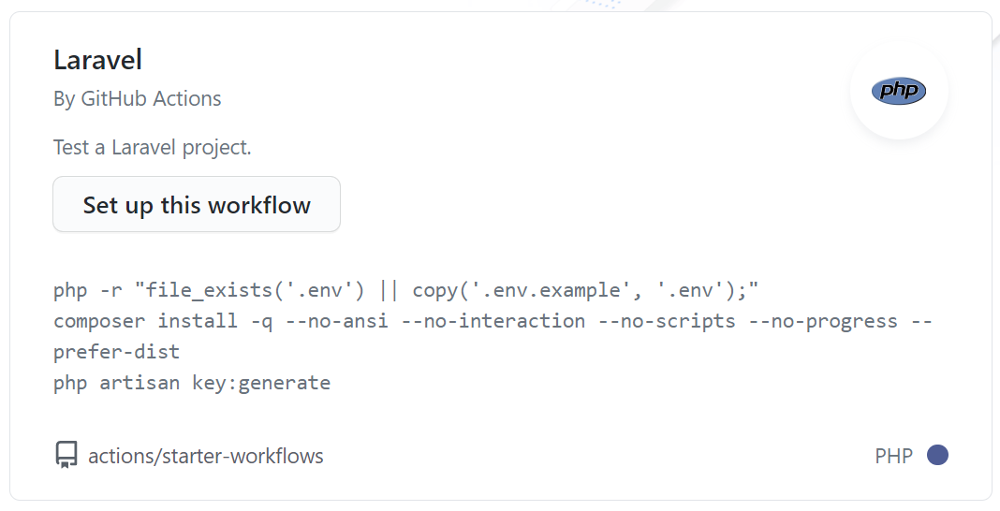 Laravel
php
By GitHub Actions
Test a Laravel project.
Set up this workflow
php -r "file_exists('.env') || copy('.env.example', '.env');"
composer install -q --no-ansi --no-interaction --no-scripts --no-progress --
prefer-dist
php artisan key:generate
actions/starter-workflows
PHP